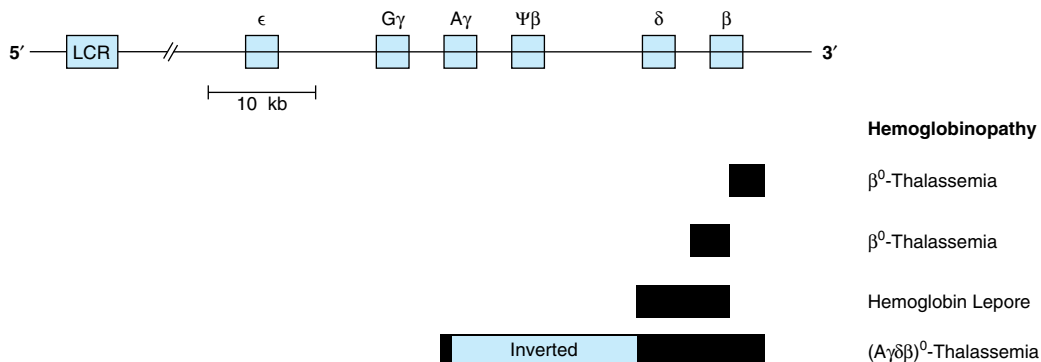 ϵ Gγ Aγ Ψβ δ β
5′ LCR 3′
10 kb
Hemoglobinopathy
β⁰-Thalassemia
β⁰-Thalassemia
Hemoglobin Lepore
Inverted (Aγδβ)⁰-Thalassemia